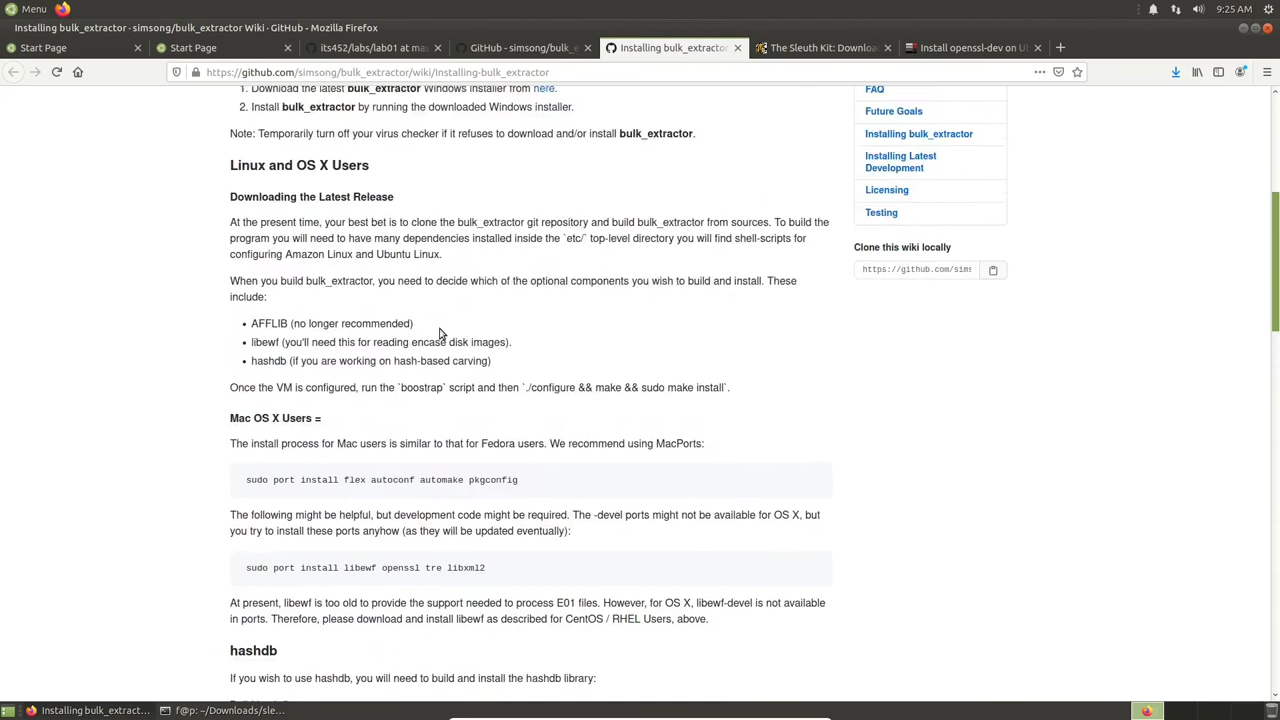 Menu
9:25 AM
Installing bulk_extractor · simsong/bulk_extractor Wiki · GitHub - Mozilla Firefox
Start Page
Start Page
its452/labs/lab01 at mas
GitHub - simsong/bulk_e
Installing bulk_extractor
The Sleuth Kit: Download
Install openssl-dev on Ub
https://github.com/simsong/bulk_extractor/wiki/Installing-bulk_extractor
1. Download the latest bulk_extractor Windows installer from here.
2. Install bulk_extractor by running the downloaded Windows installer.
Note: Temporarily turn off your virus checker if it refuses to download and/or install bulk_extractor.
Linux and OS X Users
Downloading the Latest Release
At the present time, your best bet is to clone the bulk_extractor git repository and build bulk_extractor from sources. To build the
program you will need to have many dependencies installed inside the `etc/` top-level directory you will find shell-scripts for
configuring Amazon Linux and Ubuntu Linux.
When you build bulk_extractor, you need to decide which of the optional components you wish to build and install. These
include:
• AFFLIB (no longer recommended)
• libewf (you'll need this for reading encase disk images).
• hashdb (if you are working on hash-based carving)
Once the VM is configured, run the `boostrap` script and then `./configure && make && sudo make install`.
Mac OS X Users =
The install process for Mac users is similar to that for Fedora users. We recommend using MacPorts:
sudo port install flex autoconf automake pkgconfig
The following might be helpful, but development code might be required. The -devel ports might not be available for OS X, but
you try to install these ports anyhow (as they will be updated eventually):
sudo port install libewf openssl tre libxml2
At present, libewf is too old to provide the support needed to process E01 files. However, for OS X, libewf-devel is not available
in ports. Therefore, please download and install libewf as described for CentOS / RHEL Users, above.
hashdb
If you wish to use hashdb, you will need to build and install the hashdb library:
FAQ
Future Goals
Installing bulk_extractor
Installing Latest
Development
Licensing
Testing
Clone this wiki locally
https://github.com/sims
Installing bulk_extract...
f@p: ~/Downloads/sle...